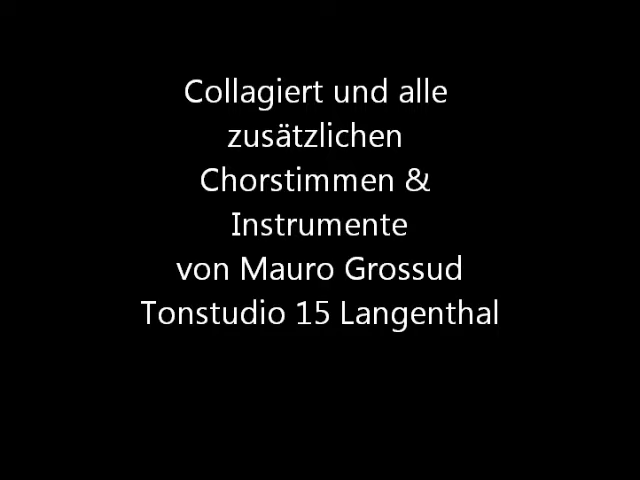 Collagiert und alle
zusätzlichen
Chorstimmen &
Instrumente
von Mauro Grossud
Tonstudio 15 Langenthal